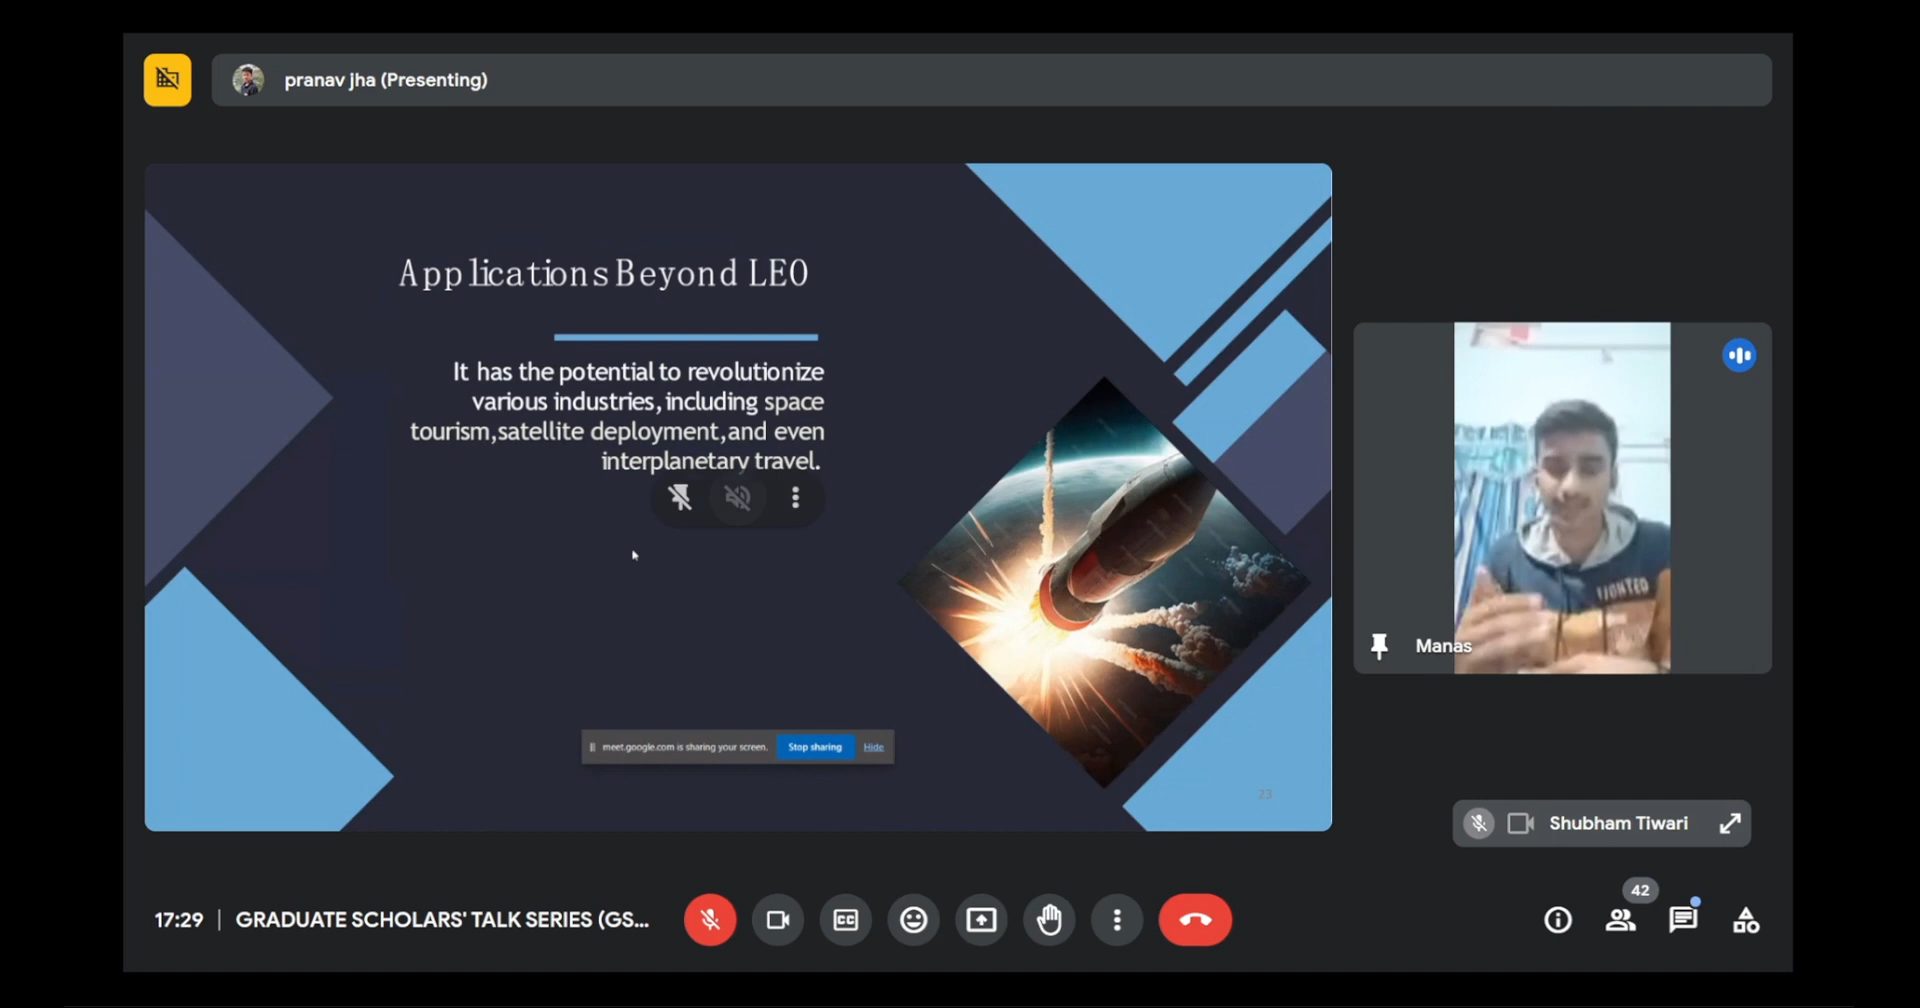 pranav jha (Presenting)
Applications Beyond LEO
It has the potential to revolutionize
various industries, including space
tourism,satellite deployment,and even
interplanetary travel.
meet.google.com is sharing your screen. Stop sharing Hide
23
Manas
Shubham Tiwari
17:29 | GRADUATE SCHOLARS' TALK SERIES (GS...
CC
42